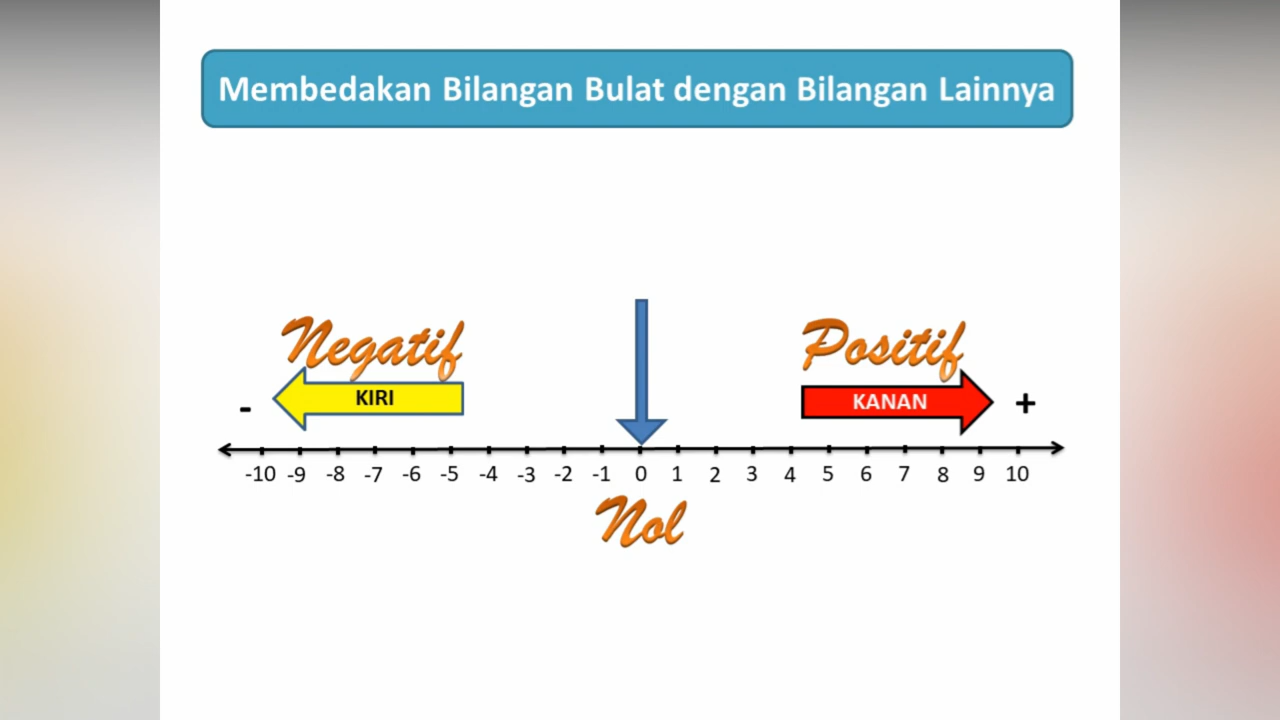 Membedakan Bilangan Bulat dengan Bilangan Lainnya
Negatif
Positif
- KIRI
KANAN +
-10 -9 -8 -7 -6 -5 -4 -3 -2 -1 0 1 2 3 4 5 6 7 8 9 10
Nol